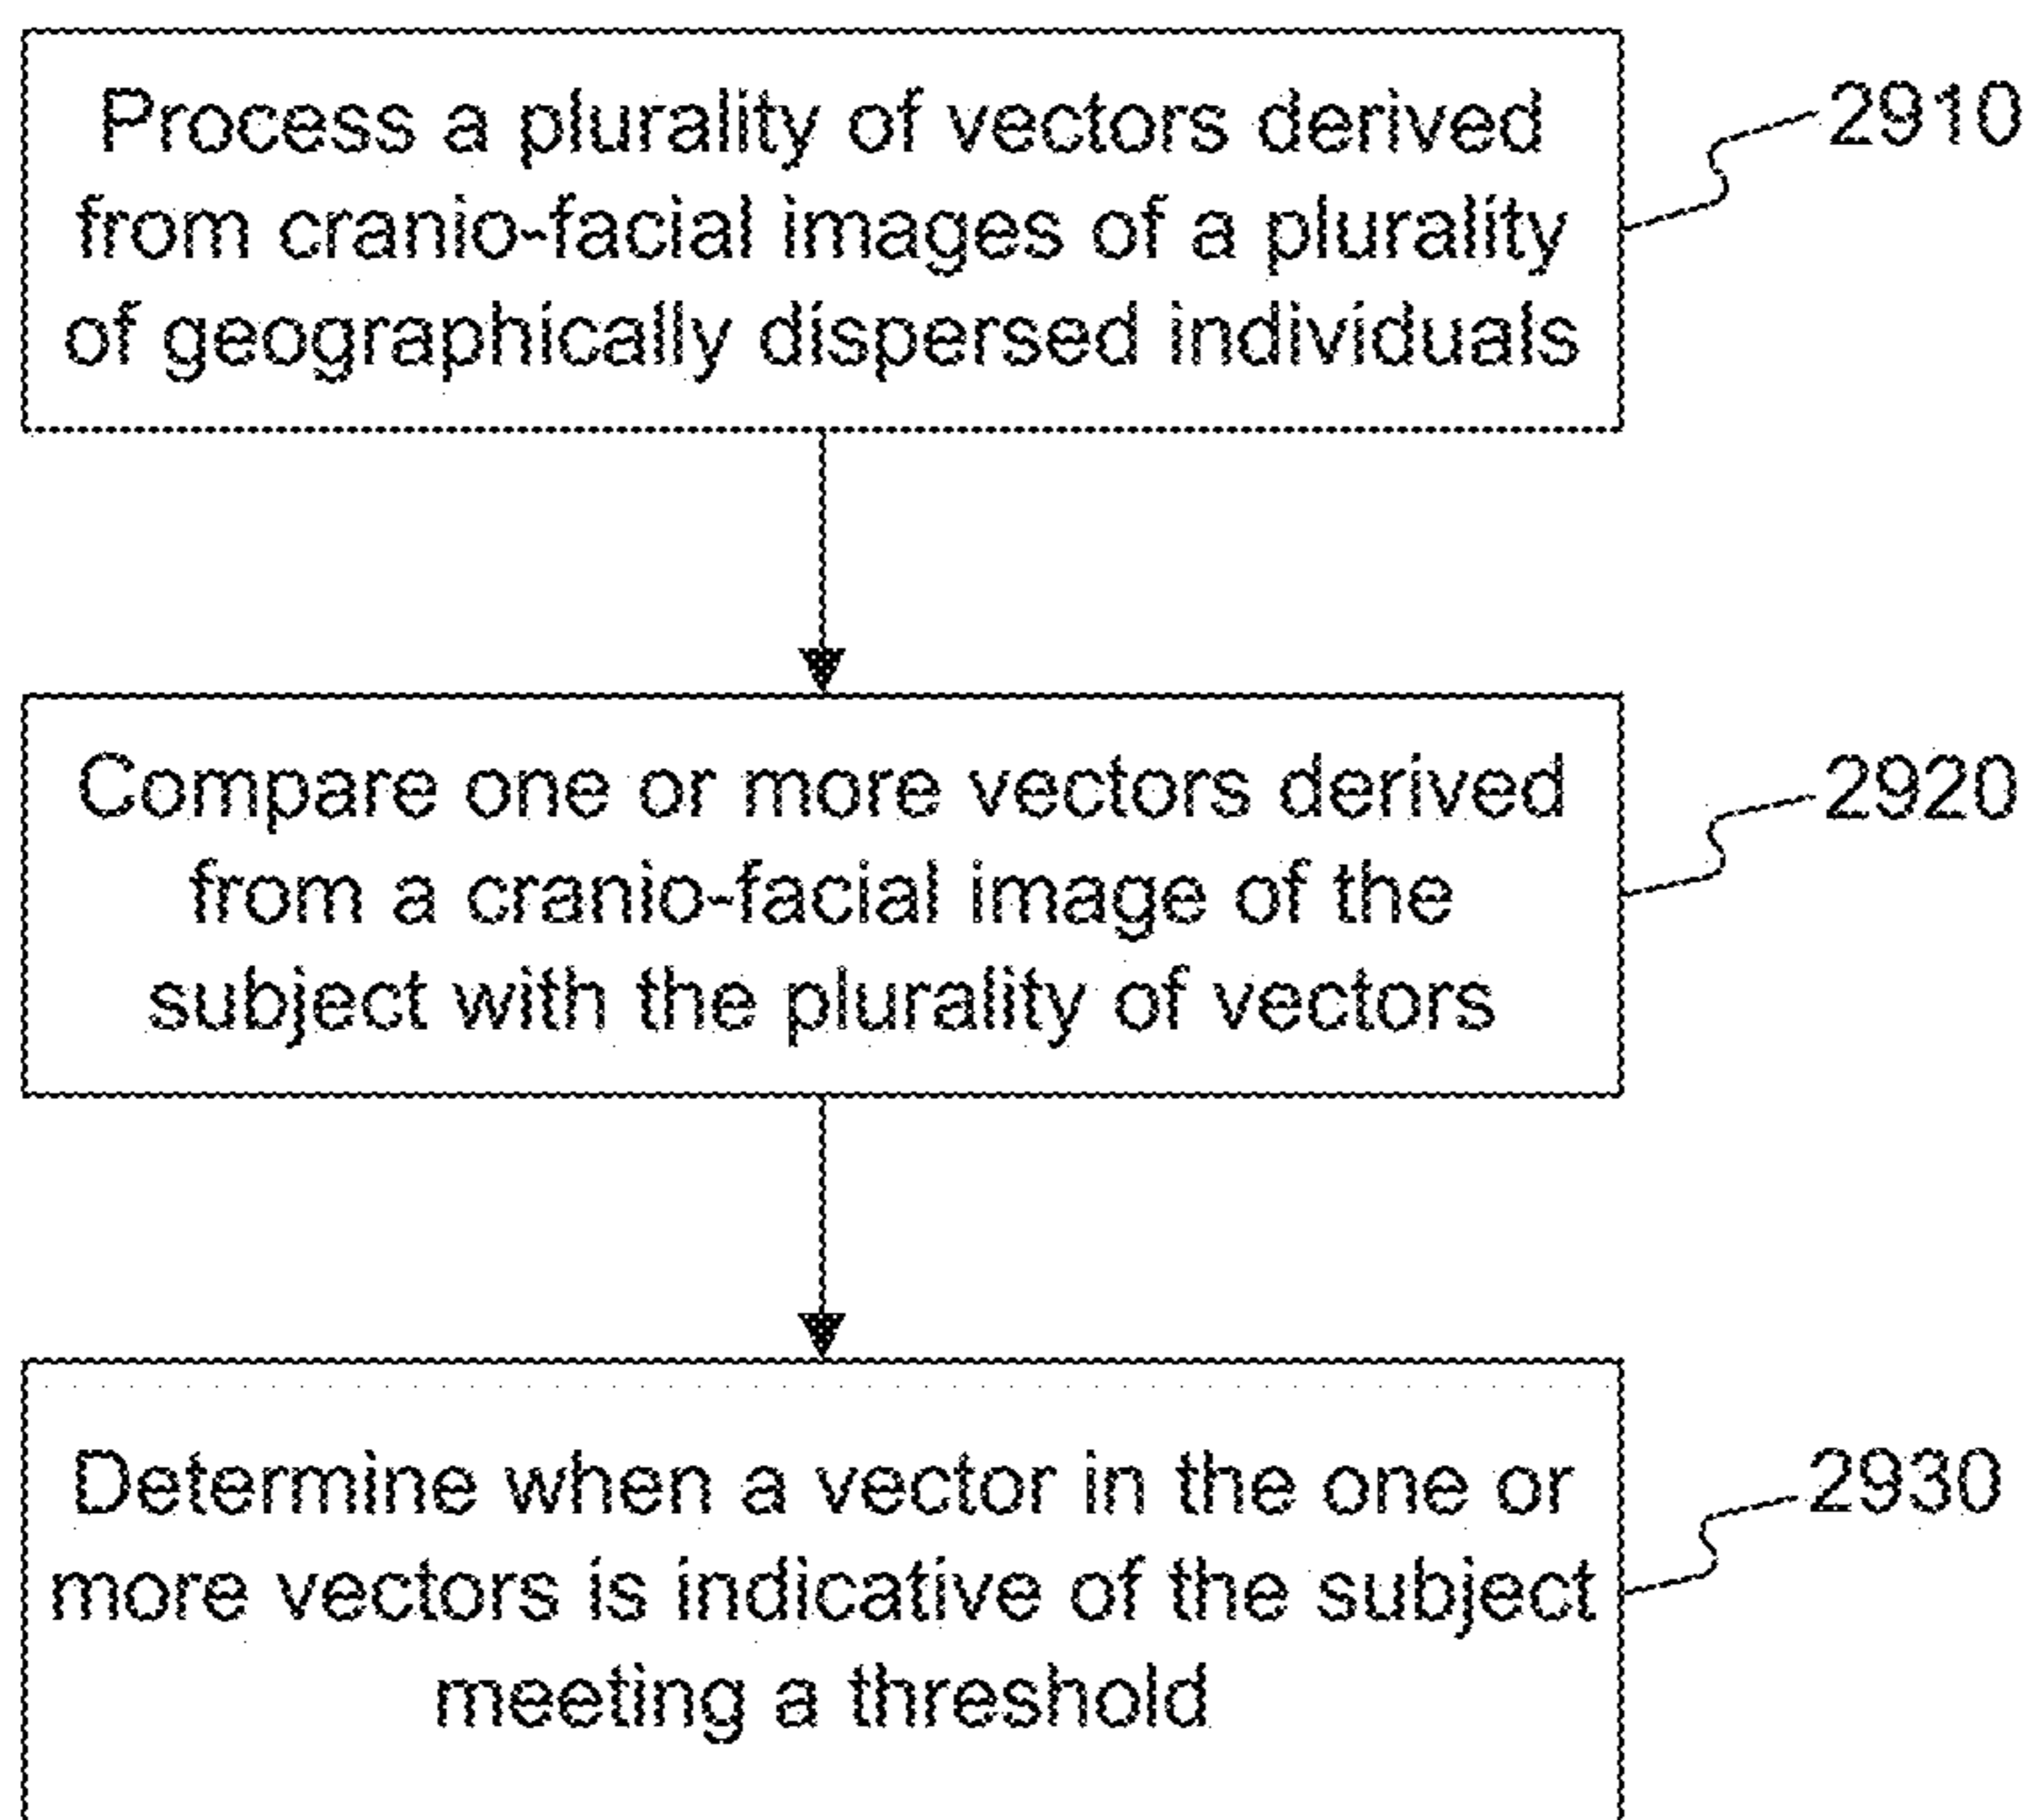 Process a plurality of vectors derived
from cranio-facial images of a plurality
of geographically dispersed individuals
2910
Compare one or more vectors derived
from a cranio-facial image of the
subject with the plurality of vectors
2920
Determine when a vector in the one or
more vectors is indicative of the subject
meeting a threshold
2930